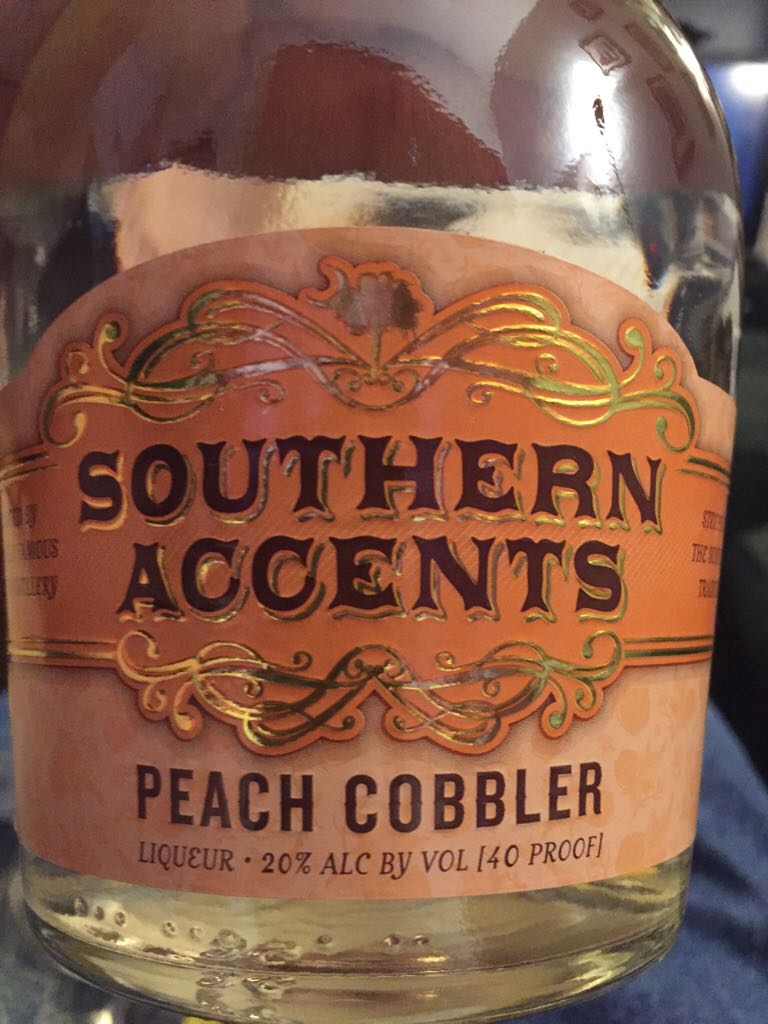 SOUTHERN
ACCENTS
PEACH COBBLER
LIQUEUR • 20% ALC BY VOL [40 PROOF]